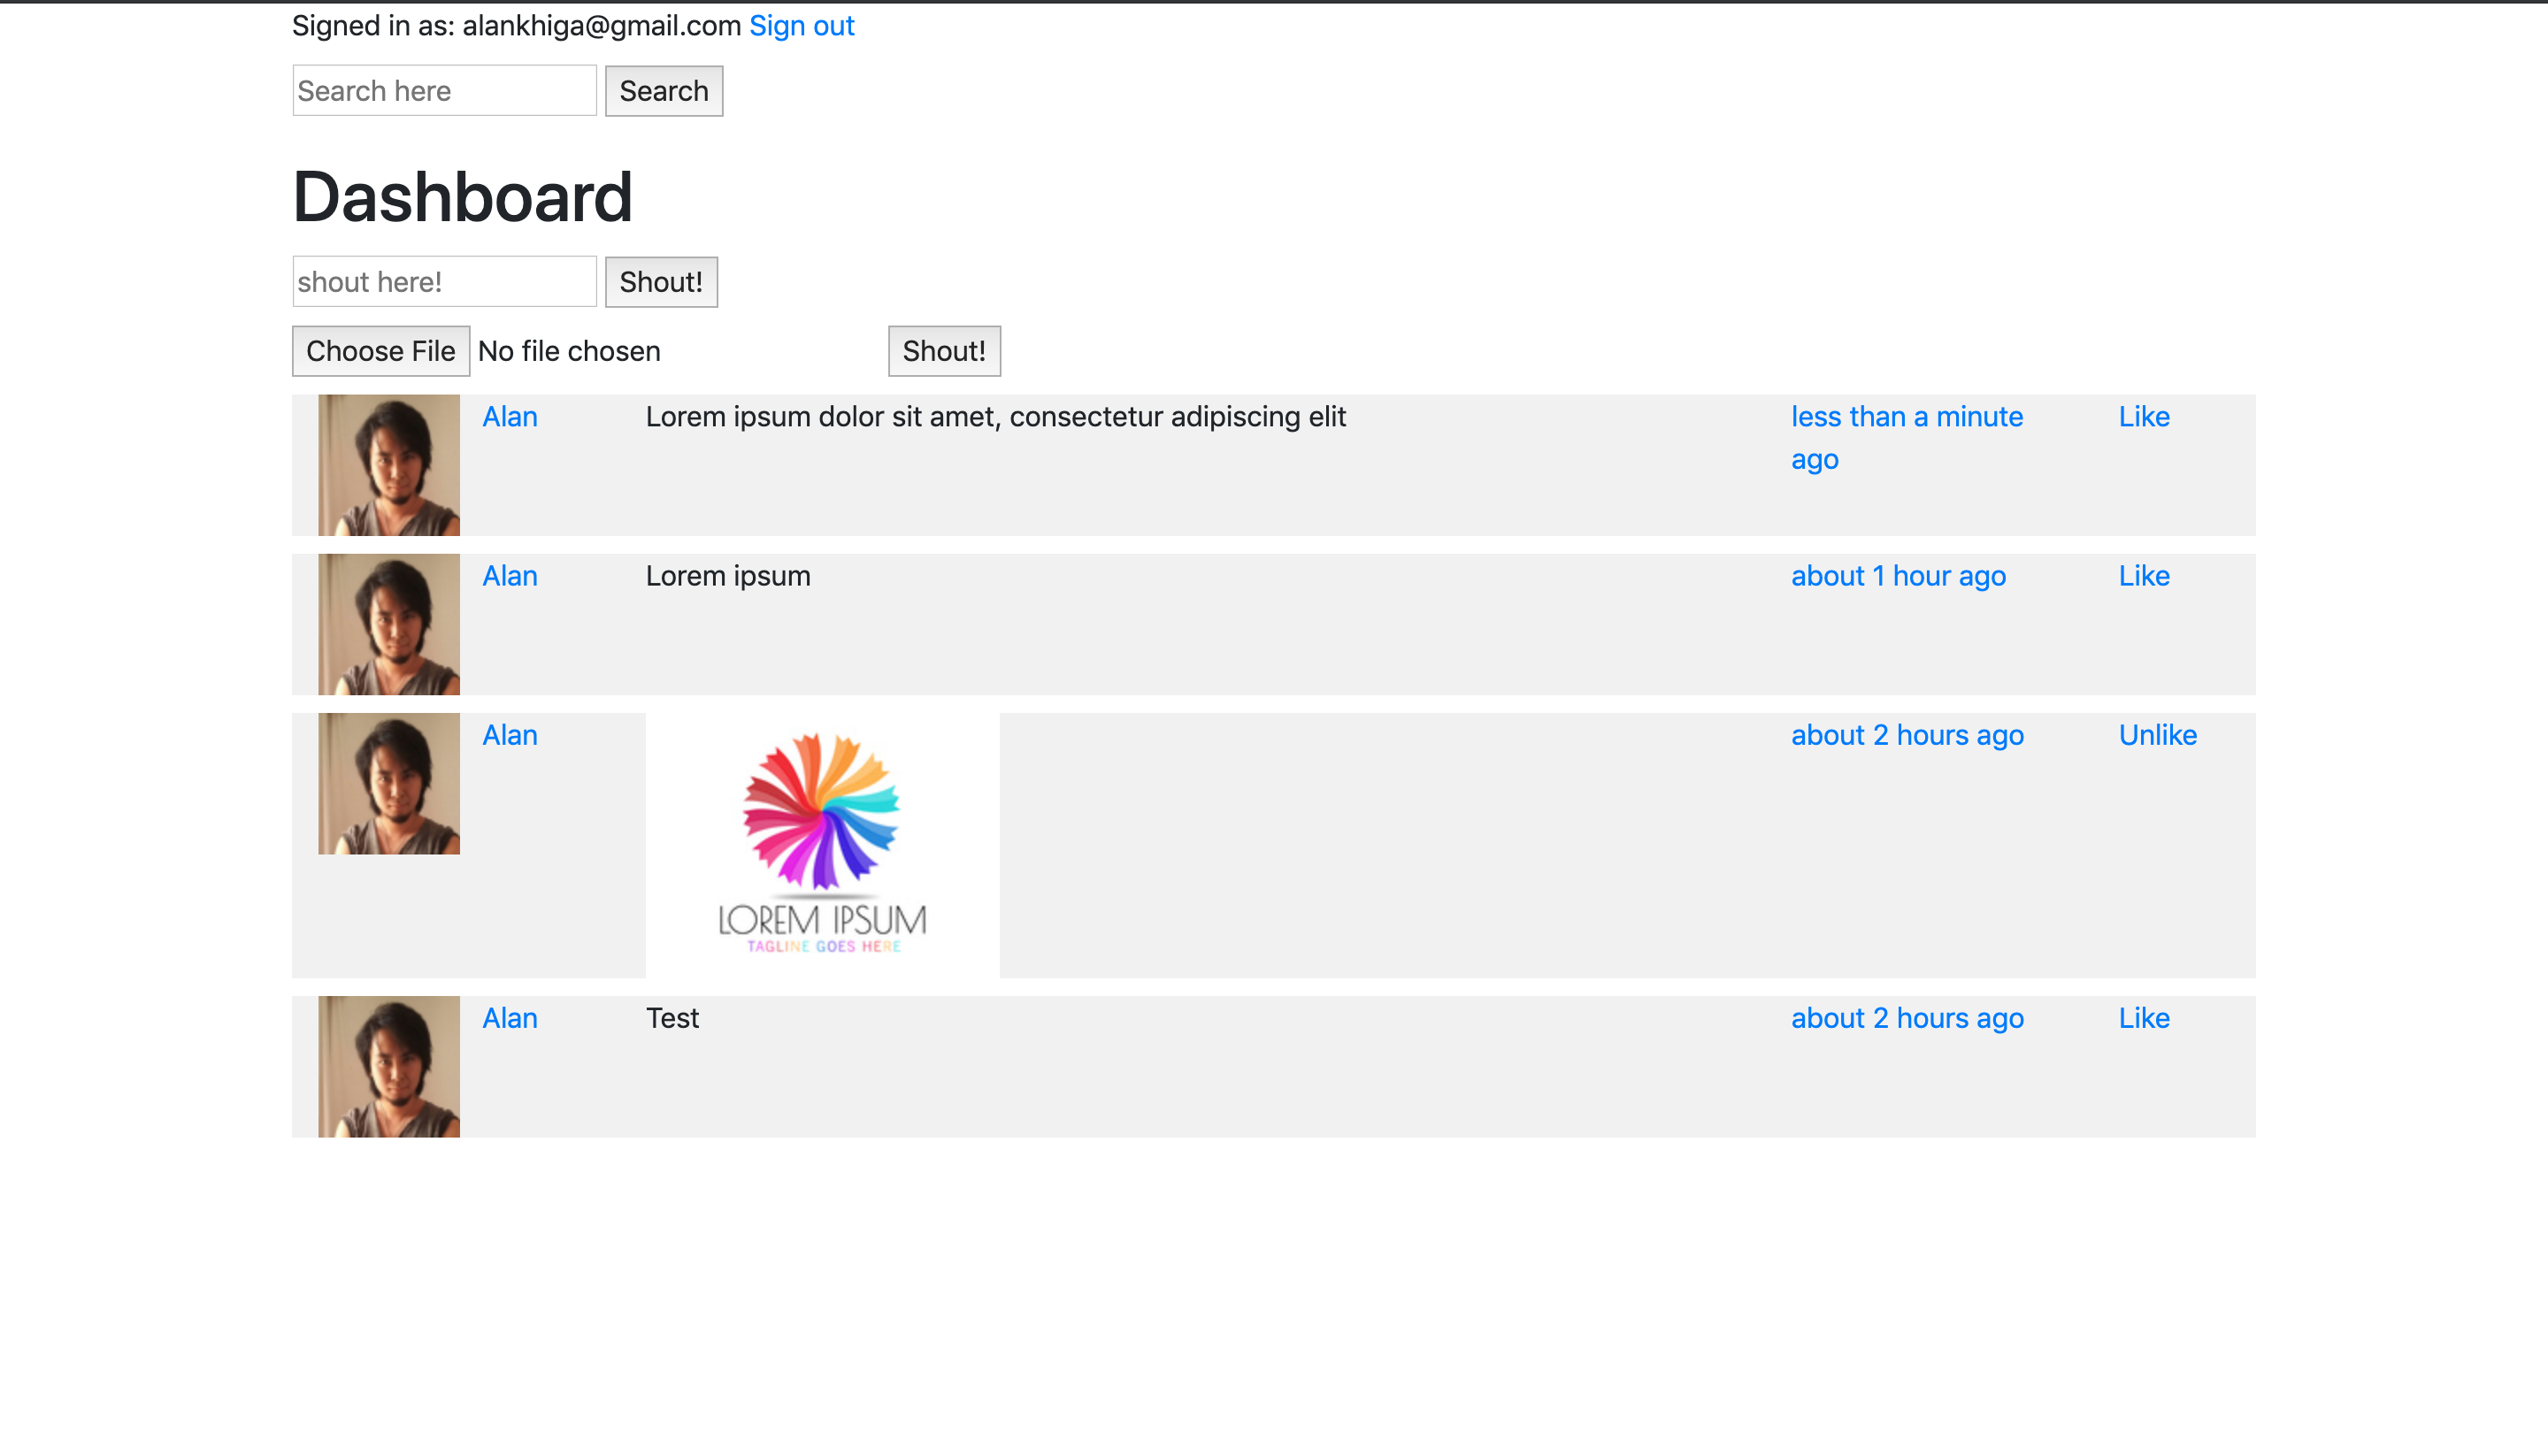 Signed in as: alankhiga@gmail.com Sign out
Search here Search
Dashboard
shout here! Shout!
Choose File No file chosen Shout!
Alan Lorem ipsum dolor sit amet, consectetur adipiscing elit less than a minute Like
ago
Alan Lorem ipsum about 1 hour ago Like
Alan about 2 hours ago Unlike
LOREM IPSUM
TAGLINE GOES HERE
Alan Test about 2 hours ago Like